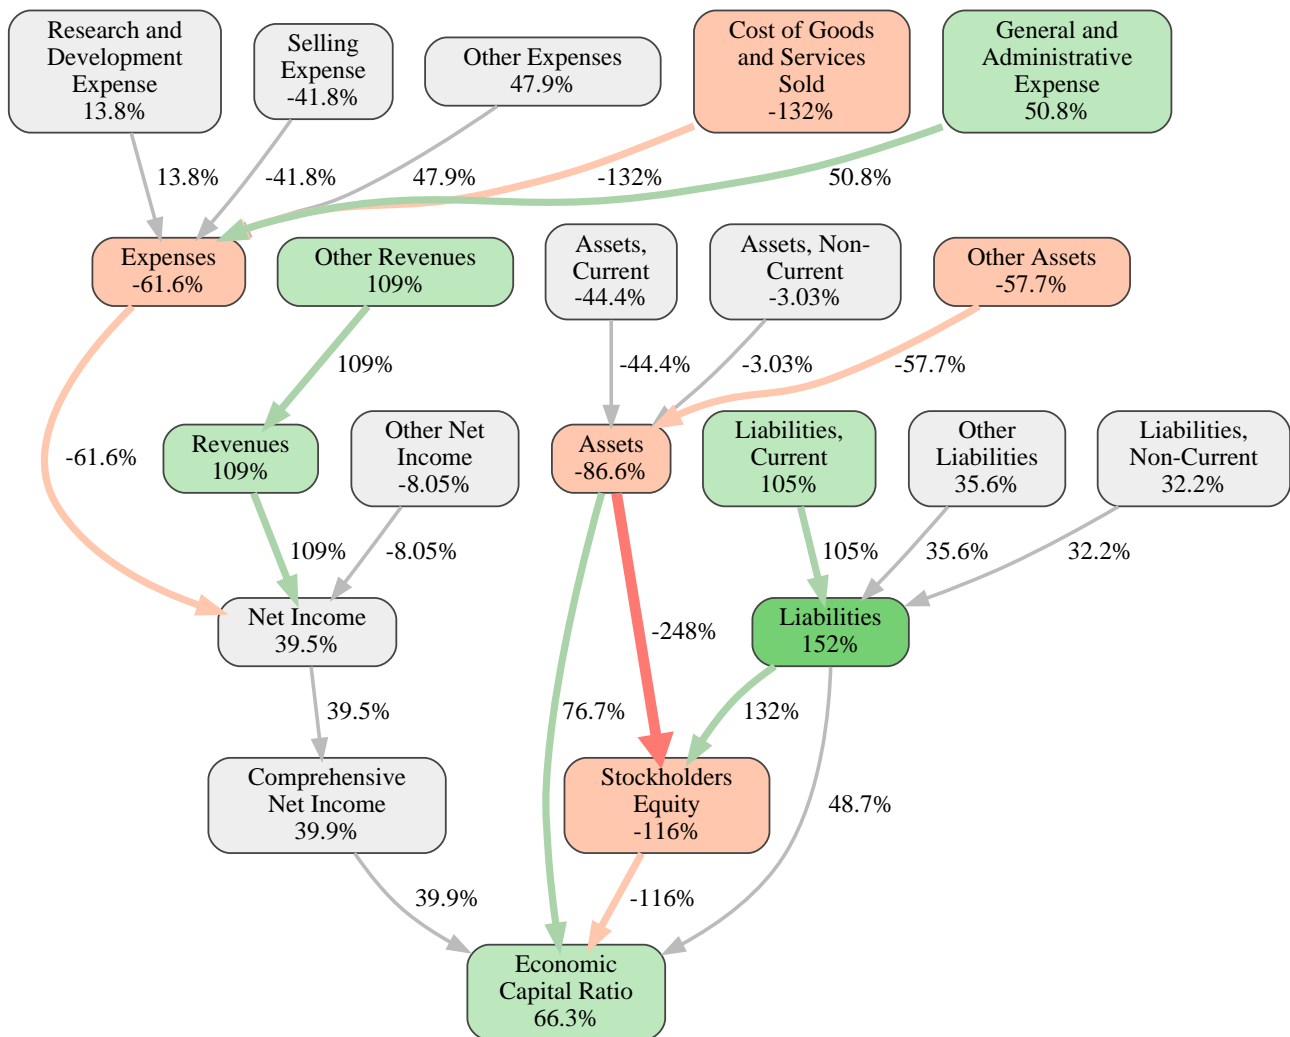 Research and
Development
Expense
13.8%
Selling
Expense
-41.8%
Other Expenses
47.9%
Cost of Goods
and Services
Sold
-132%
General and
Administrative
Expense
50.8%
13.8%
-41.8%
47.9%
-132%
50.8%
Expenses
-61.6%
Other Revenues
109%
Assets,
Current
-44.4%
Assets, Non-
Current
-3.03%
Other Assets
-57.7%
109%
-44.4%
-3.03%
-57.7%
-61.6%
Revenues
109%
Other Net
Income
-8.05%
Assets
-86.6%
Liabilities,
Current
105%
Other
Liabilities
35.6%
Liabilities,
Non-Current
32.2%
109%
-8.05%
105%
35.6%
32.2%
Net Income
39.5%
-248%
Liabilities
152%
39.5%
76.7%
132%
Comprehensive
Net Income
39.9%
Stockholders
Equity
-116%
48.7%
39.9%
-116%
Economic
Capital Ratio
66.3%